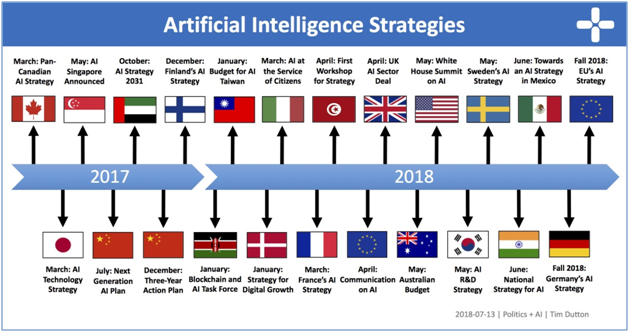 Artificial Intelligence Strategies
March: Pan-
Canadian
AI Strategy
May: AI
Singapore
Announced
October:
AI Strategy
2031
December:
Finland's AI
Strategy
January:
Budget for AI
Taiwan
March: AI at
the Service
of Citizens
April: First
Workshop
for Strategy
April: UK
AI Sector
Deal
May: White
House Summit
on AI
May:
Sweden's AI
Strategy
June: Towards
an AI Strategy
in Mexico
Fall 2018:
EU's AI
Strategy
2017
2018
March: AI
Technology
Strategy
July: Next
Generation
AI Plan
December:
Three-Year
Action Plan
January:
Blockchain and
AI Task Force
January:
Strategy for
Digital Growth
March:
France's AI
Strategy
April:
Communication
on AI
May:
Australian
Budget
May: AI
R&D
Strategy
June:
National
Strategy for AI
Fall 2018:
Germany's AI
Strategy
2018-07-13 | Politics + AI | Tim Dutton